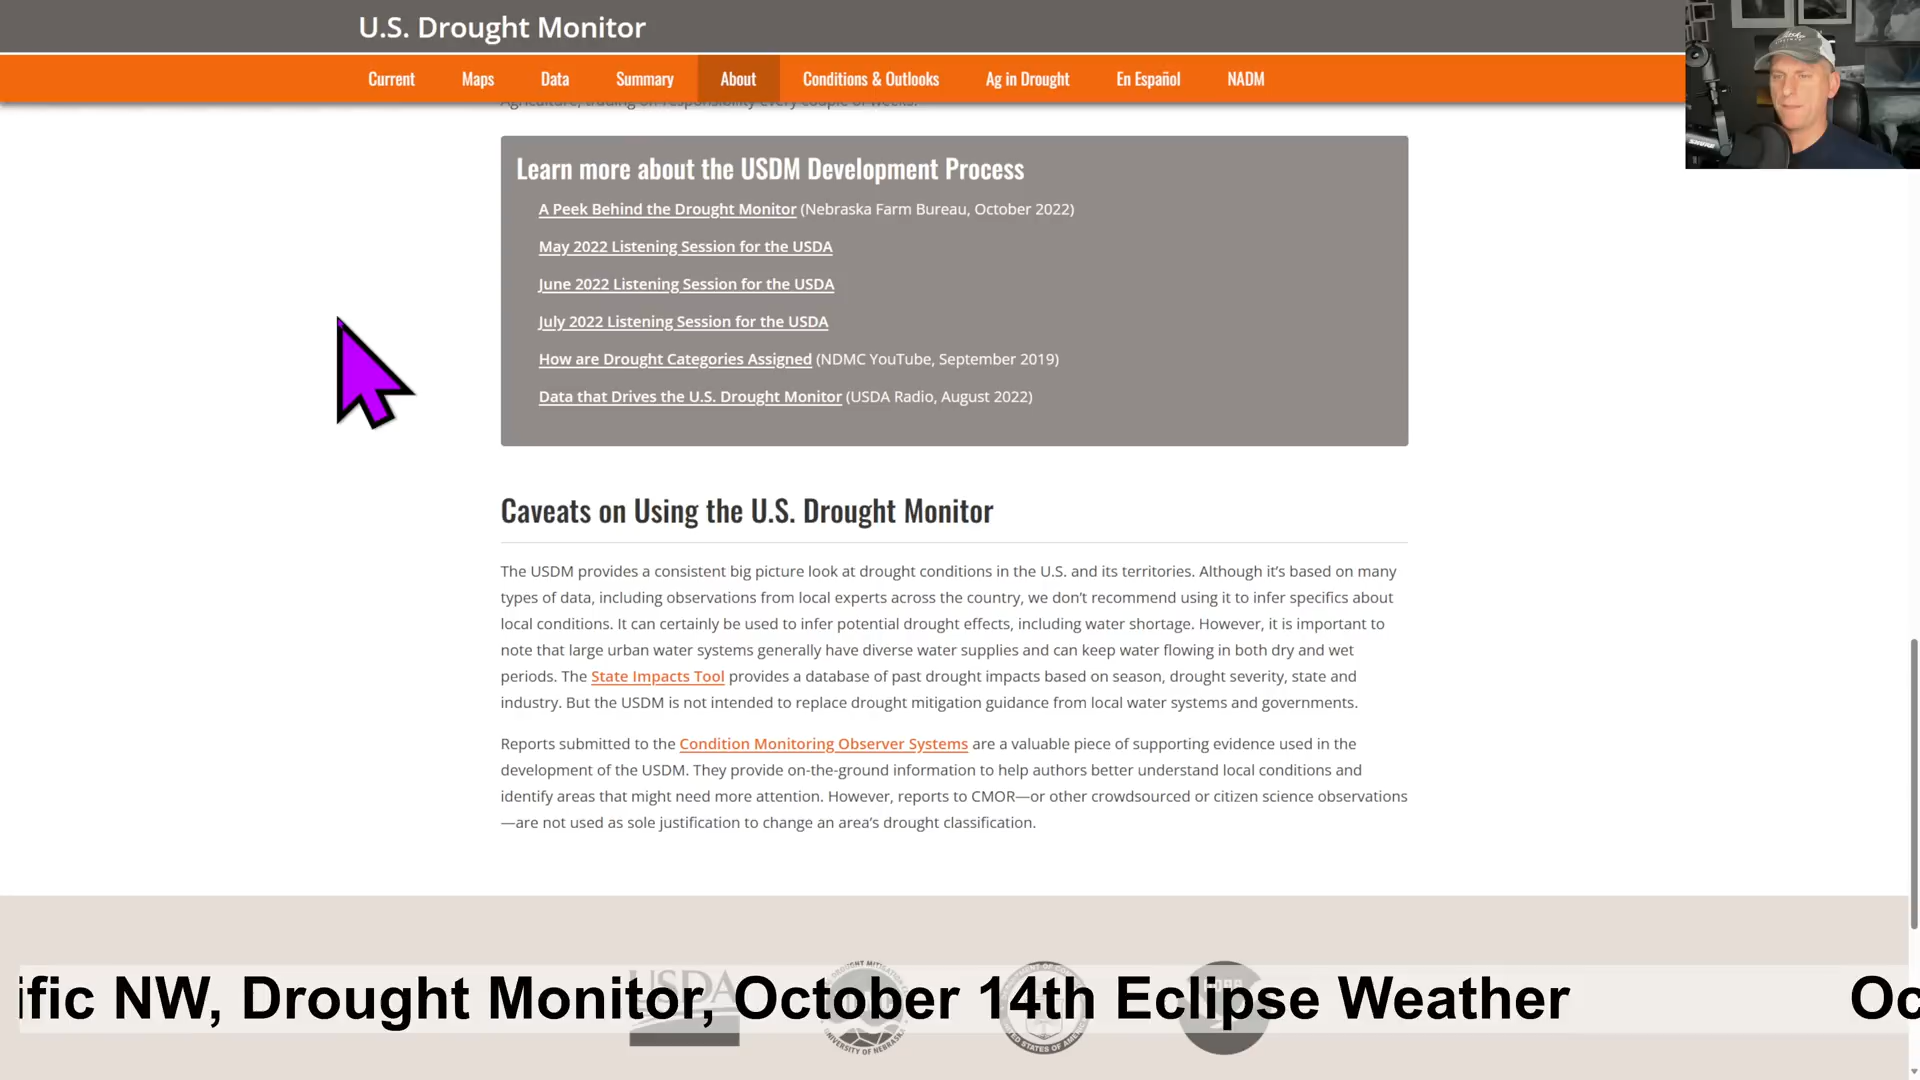 U.S. Drought Monitor
Current Maps Data Summary About Conditions & Outlooks Ag in Drought En Español NADM
Agriculture, trading off responsibility every couple of weeks.
Learn more about the USDM Development Process
A Peek Behind the Drought Monitor (Nebraska Farm Bureau, October 2022)
May 2022 Listening Session for the USDA
June 2022 Listening Session for the USDA
July 2022 Listening Session for the USDA
How are Drought Categories Assigned (NDMC YouTube, September 2019)
Data that Drives the U.S. Drought Monitor (USDA Radio, August 2022)
Caveats on Using the U.S. Drought Monitor
The USDM provides a consistent big picture look at drought conditions in the U.S. and its territories. Although it’s based on many
types of data, including observations from local experts across the country, we don’t recommend using it to infer specifics about
local conditions. It can certainly be used to infer potential drought effects, including water shortage. However, it is important to
note that large urban water systems generally have diverse water supplies and can keep water flowing in both dry and wet
periods. The State Impacts Tool provides a database of past drought impacts based on season, drought severity, state and
industry. But the USDM is not intended to replace drought mitigation guidance from local water systems and governments.
Reports submitted to the Condition Monitoring Observer Systems are a valuable piece of supporting evidence used in the
development of the USDM. They provide on-the-ground information to help authors better understand local conditions and
identify areas that might need more attention. However, reports to CMOR—or other crowdsourced or citizen science observations
—are not used as sole justification to change an area’s drought classification.
ific NW, Drought Monitor, October 14th Eclipse Weather Oc
USDA